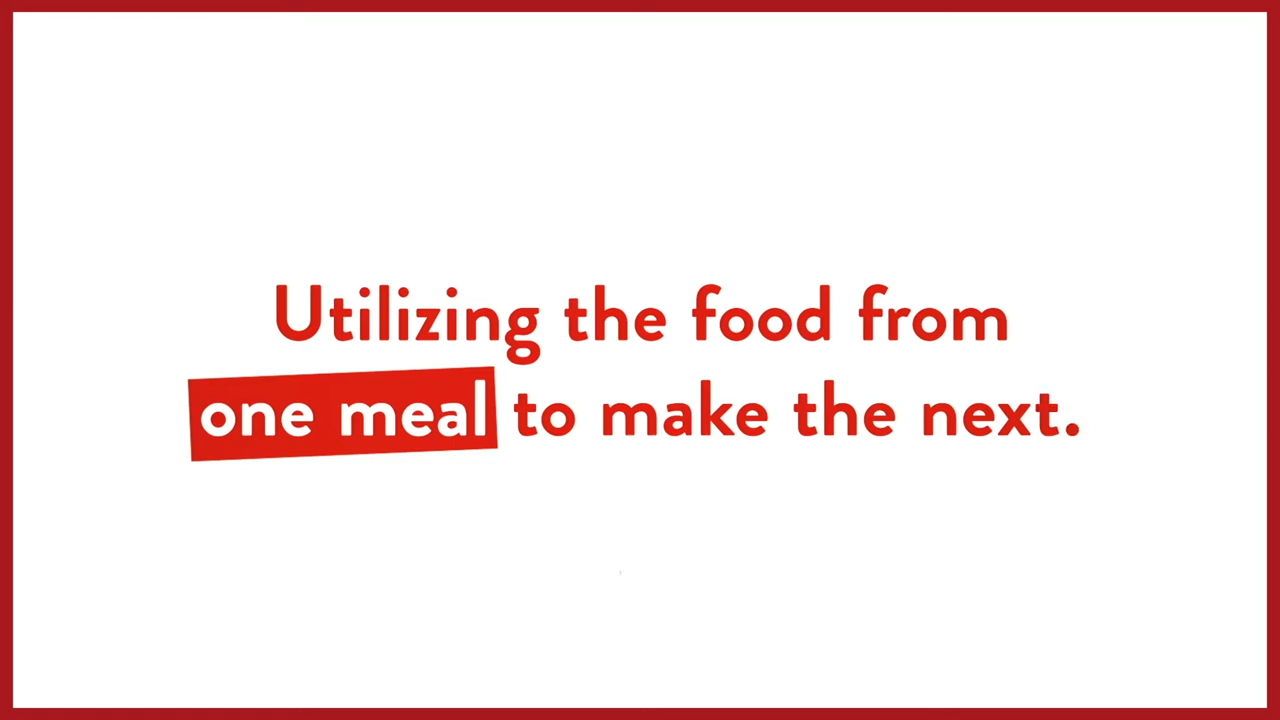 Utilizing the food from
one meal to make the next.